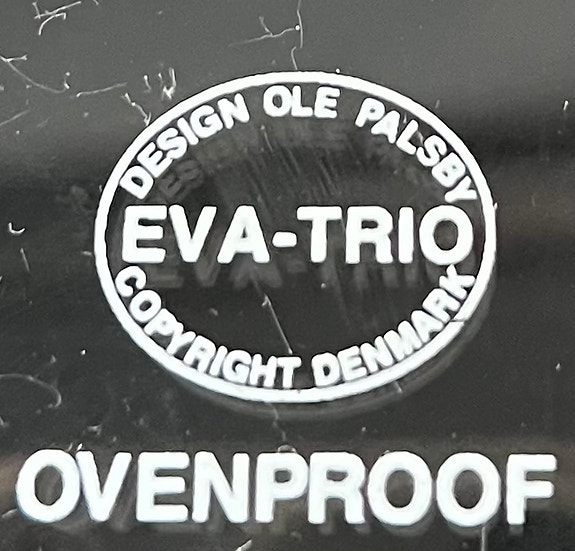 DESIGN OLE PALSBY
EVA-TRIO
COPYRIGHT DENMARK
OVENPROOF